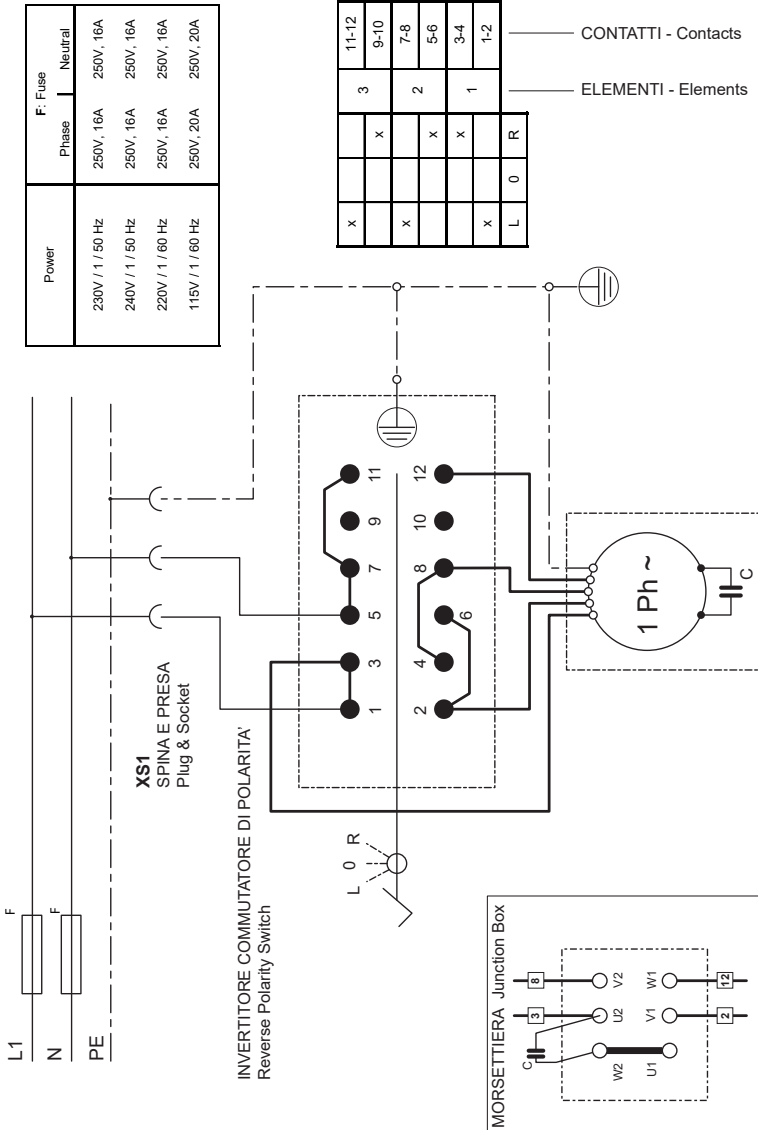 L1
N
PE
F
F
XS1
SPINA E PRESA
Plug & Socket
INVERTITORE COMMUTATORE DI POLARITA'
Reverse Polarity Switch
L 0 R
1 3 5 7 9 11
2 4 6 8 10 12
1 Ph ~
C
MORSETTIERA Junction Box
C
3 8
U2 V2
W2
U1 V1 W1
2 12
Power F: Fuse
Phase Neutral
230V / 1 / 50 Hz 250V, 16A 250V, 16A
240V / 1 / 50 Hz 250V, 16A 250V, 16A
220V / 1 / 60 Hz 250V, 16A 250V, 16A
115V / 1 / 60 Hz 250V, 20A 250V, 20A
x 3 11-12
x 9-10
x 2 7-8
x 5-6
x 1 3-4
x 1-2
L 0 R
CONTATTI - Contacts
ELEMENTI - Elements